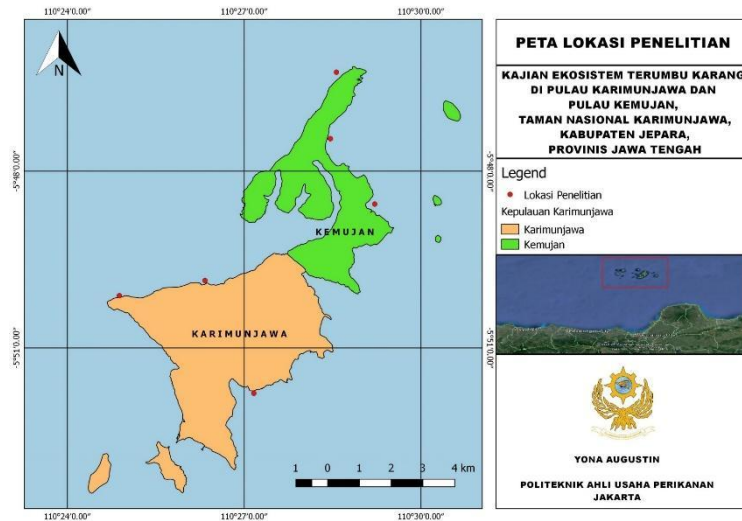 110°24'0.00"
110°27'0.00"
110°30'0.00"
N
-5°48'0.00"
-5°48'0.00"
KEMUJAN
KARIMUNJAWA
-5°51'0.00"
-5°51'0.00"
1 0 1 2 3 4 km
110°24'0.00"
110°27'0.00"
110°30'0.00"
PETA LOKASI PENELITIAN
KAJIAN EKOSISTEM TERUMBU KARANG
DI PULAU KARIMUNJAWA DAN
PULAU KEMUJAN,
TAMAN NASIONAL KARIMUNJAWA,
KABUPATEN JEPARA,
PROVINIS JAWA TENGAH
Legend
Lokasi Penelitian
Kepulauan Karimunjawa
Karimunjawa
Kemujan
YONA AUGUSTIN
POLITEKNIK AHLI USAHA PERIKANAN
JAKARTA